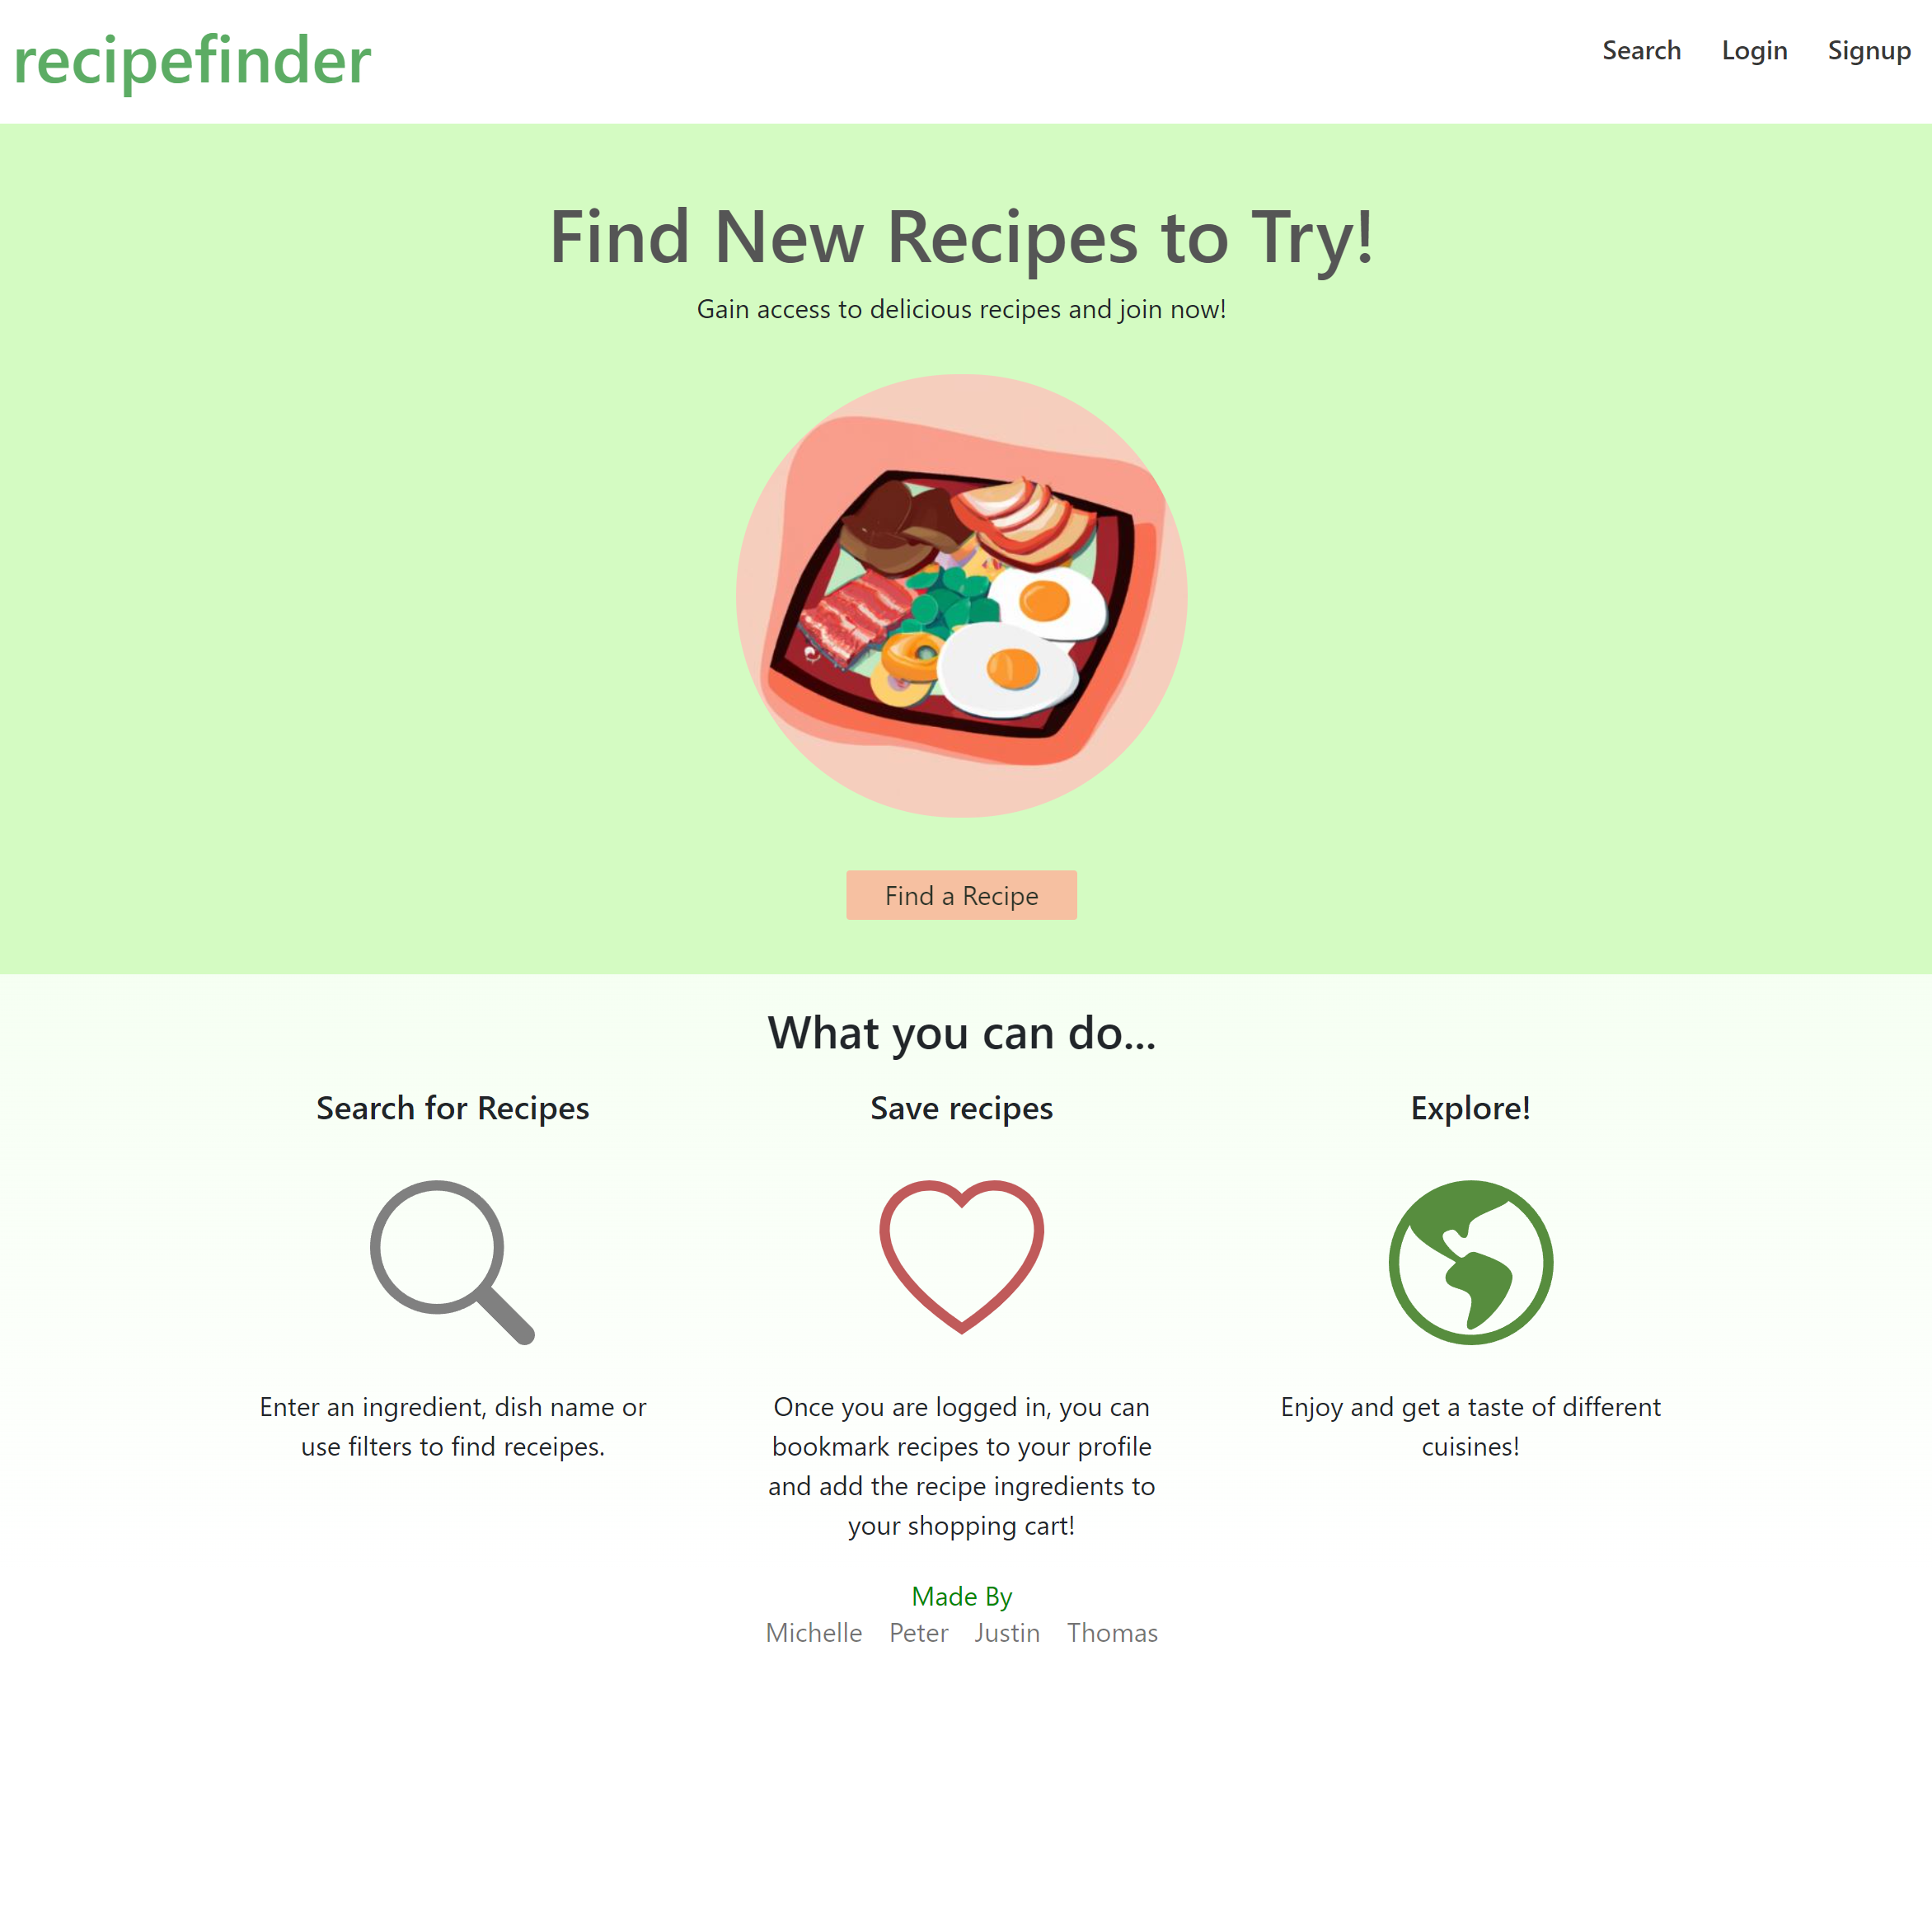 recipefinder
Search Login Signup
Find New Recipes to Try!
Gain access to delicious recipes and join now!
Find a Recipe
What you can do...
Search for Recipes
Enter an ingredient, dish name or
use filters to find receipes.
Save recipes
Once you are logged in, you can
bookmark recipes to your profile
and add the recipe ingredients to
your shopping cart!
Explore!
Enjoy and get a taste of different
cuisines!
Made By
Michelle Peter Justin Thomas